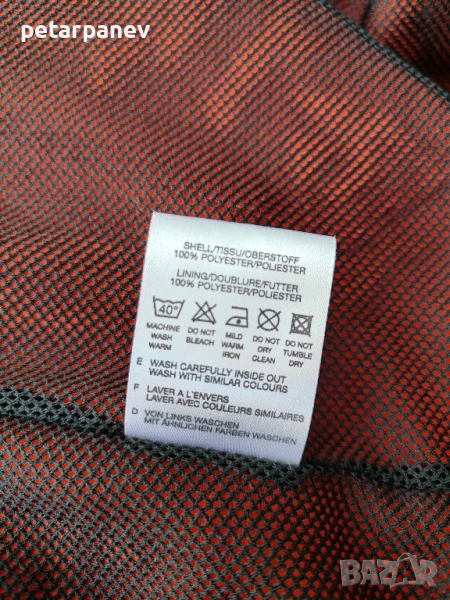 petarpanev
SHELL/TISSU/OBERSTOFF
100% POLYESTER/POLIESTER
LINING/DOUBLURE/FUTTER
100% POLYESTER/POLIESTER
40°
MACHINE WASH WARM
DO NOT BLEACH
MILD WARM IRON
DO NOT DRY CLEAN
DO NOT TUMBLE DRY
E WASH CAREFULLY INSIDE OUT
WASH WITH SIMILAR COLOURS
F LAVER A L'ENVERS
LAVER AVEC COULEURS SIMILAIRES
D VON LINKS WASCHEN
MIT ÄHNLICHEN FARBEN WASCHEN
BAZAR